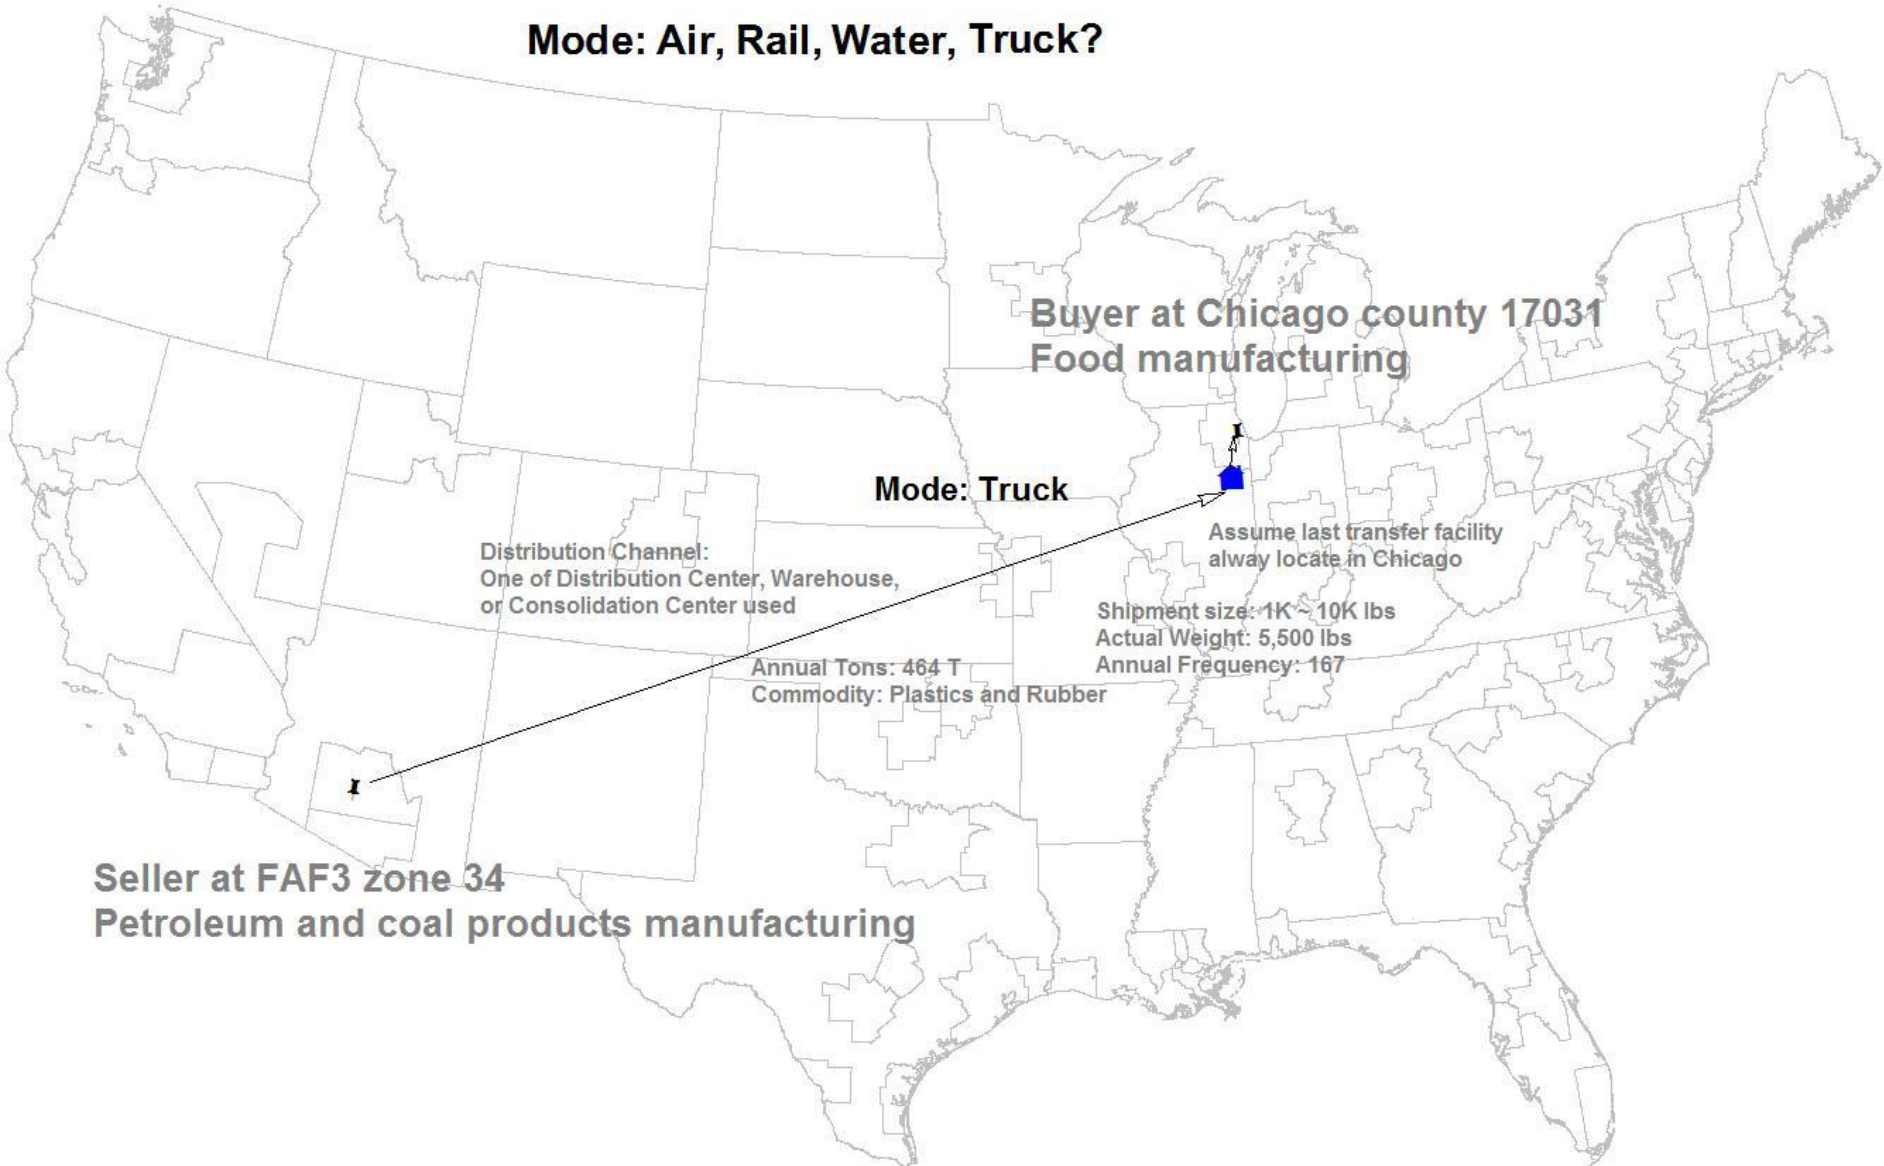 Mode: Air, Rail, Water, Truck?
Buyer at Chicago county 17031
Food manufacturing
Mode: Truck
Assume last transfer facility
alway locate in Chicago
Distribution Channel:
One of Distribution Center, Warehouse,
or Consolidation Center used
Shipment size: 1K ~ 10K lbs
Actual Weight: 5,500 lbs
Annual Frequency: 167
Annual Tons: 464 T
Commodity: Plastics and Rubber
Seller at FAF3 zone 34
Petroleum and coal products manufacturing